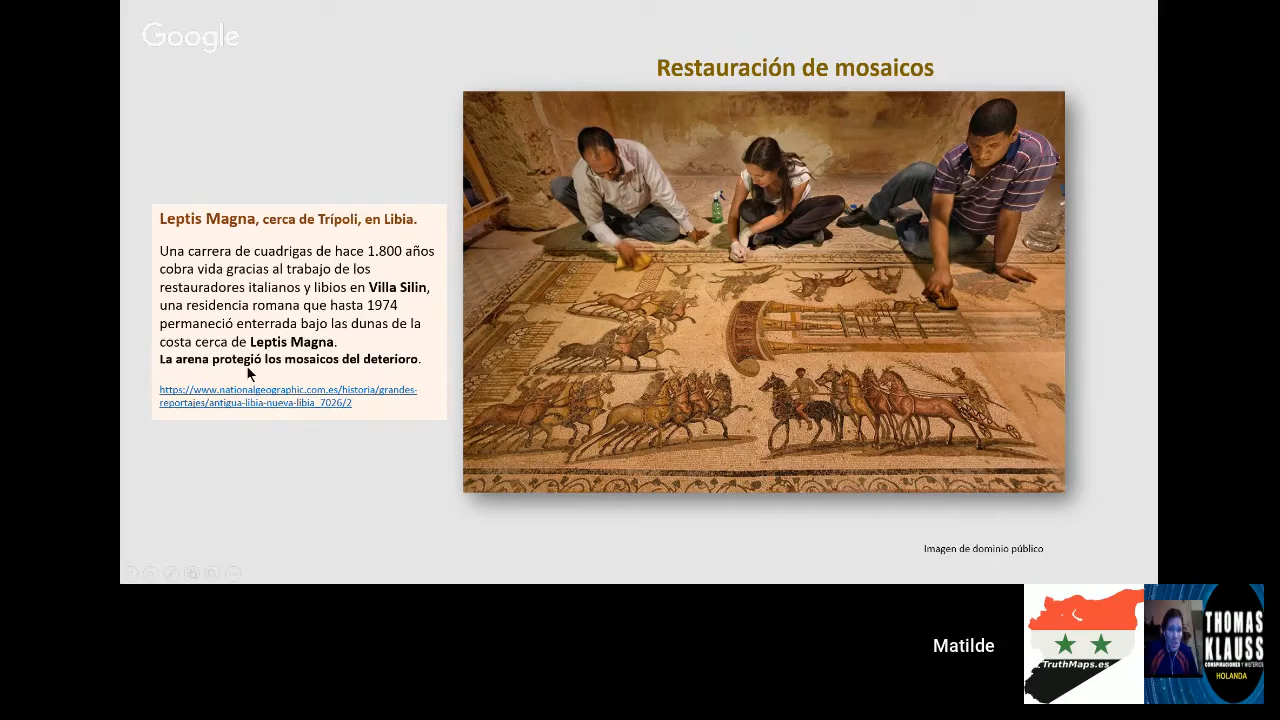 Google
Restauración de mosaicos
Leptis Magna, cerca de Trípoli, en Libia.
Una carrera de cuadrigas de hace 1.800 años
cobra vida gracias al trabajo de los
restauradores italianos y libios en Villa Silin,
una residencia romana que hasta 1974
permaneció enterrada bajo las dunas de la
costa cerca de Leptis Magna.
La arena protegió los mosaicos del deterioro.
https://www.nationalgeographic.com.es/historia/grandes-
reportajes/antigua-libia-nueva-libia_7026/2
Imagen de dominio público
Matilde
TruthMaps.es
THOMAS
KLAUSS
CONSPIRACIONES Y MISTERIOS
HOLANDA